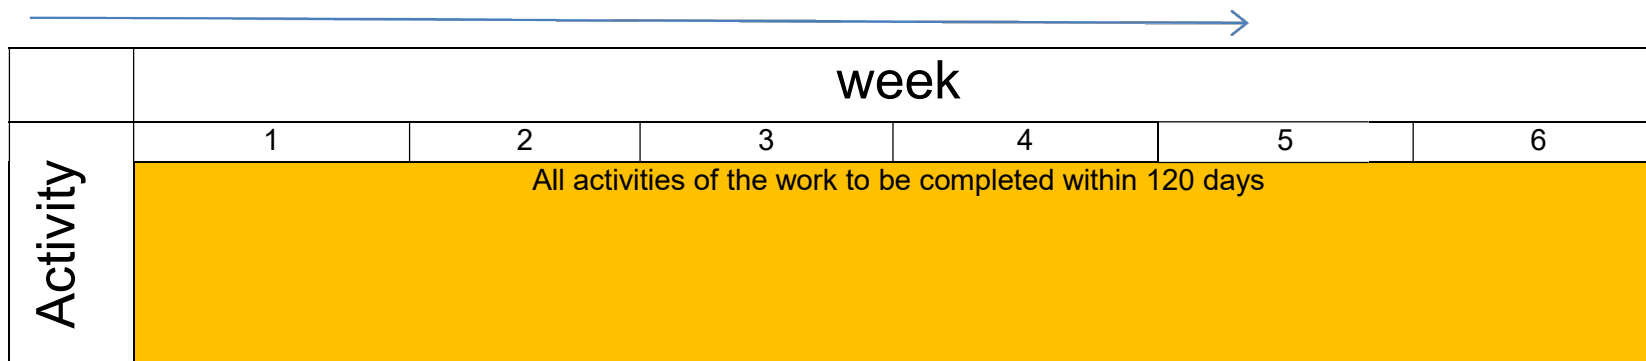 week
1 2 3 4 5 6
Activity
All activities of the work to be completed within 120 days